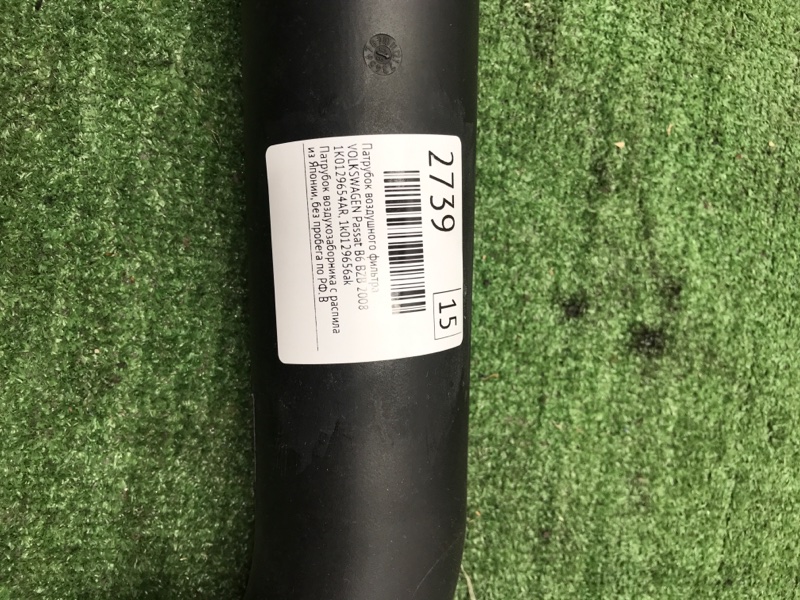 2739
15
Патрубок воздушного фильтра
VOLKSWAGEN Passat B6 BZB 2008
1K0129654AR, 1k0129656ak
Патрубок воздухозаборника с распила
из Японии, без пробега по РФ. В